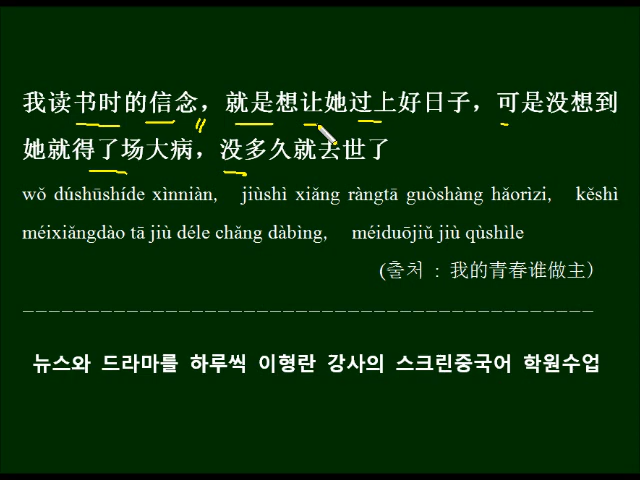 我读书时的信念，就是想让她过上好日子，可是没想到
她就得了场大病，没多久就去世了
wǒ dúshūshíde xìnniàn, jiùshì xiǎng ràngtā guòshàng hǎorìzi, kěshì
méixiǎngdào tā jiù déle chǎng dàbìng, méiduōjiǔ jiù qùshìle
(출처 : 我的青春谁做主)
뉴스와 드라마를 하루씩 이형란 강사의 스크린중국어 학원수업